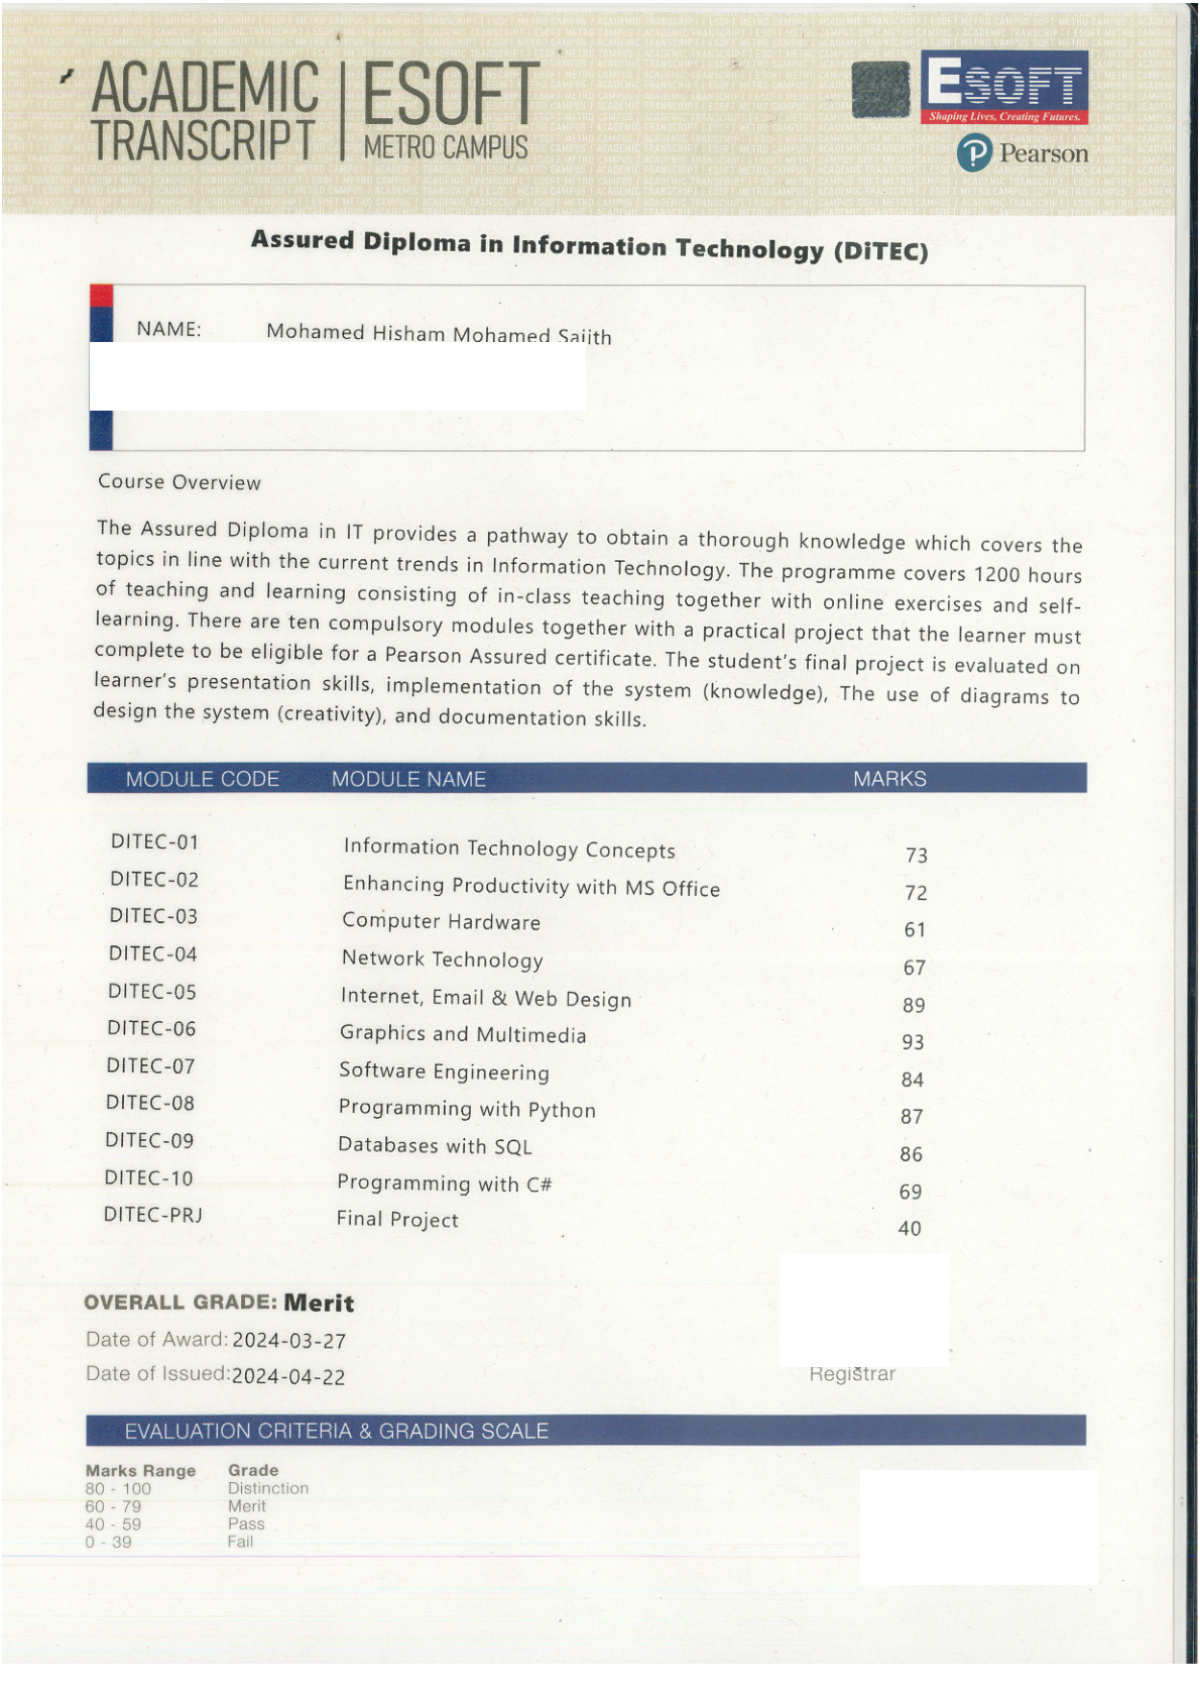 ACADEMIC TRANSCRIPT | ESOFT METRO CAMPUS
ESOFT
Shaping Lives, Creating Futures.
Pearson
Assured Diploma in Information Technology (DiTEC)
NAME: Mohamed Hisham Mohamed Sajith
Course Overview
The Assured Diploma in IT provides a pathway to obtain a thorough knowledge which covers the
topics in line with the current trends in Information Technology. The programme covers 1200 hours
of teaching and learning consisting of in-class teaching together with online exercises and self-
learning. There are ten compulsory modules together with a practical project that the learner must
complete to be eligible for a Pearson Assured certificate. The student's final project is evaluated on
learner's presentation skills, implementation of the system (knowledge), The use of diagrams to
design the system (creativity), and documentation skills.
MODULE CODE MODULE NAME MARKS
DITEC-01 Information Technology Concepts 73
DITEC-02 Enhancing Productivity with MS Office 72
DITEC-03 Computer Hardware 61
DITEC-04 Network Technology 67
DITEC-05 Internet, Email & Web Design 89
DITEC-06 Graphics and Multimedia 93
DITEC-07 Software Engineering 84
DITEC-08 Programming with Python 87
DITEC-09 Databases with SQL 86
DITEC-10 Programming with C# 69
DITEC-PRJ Final Project 40
OVERALL GRADE: Merit
Date of Award: 2024-03-27
Date of Issued: 2024-04-22
Registrar
EVALUATION CRITERIA & GRADING SCALE
Marks Range Grade
80 - 100 Distinction
60 - 79 Merit
40 - 59 Pass
0 - 39 Fail